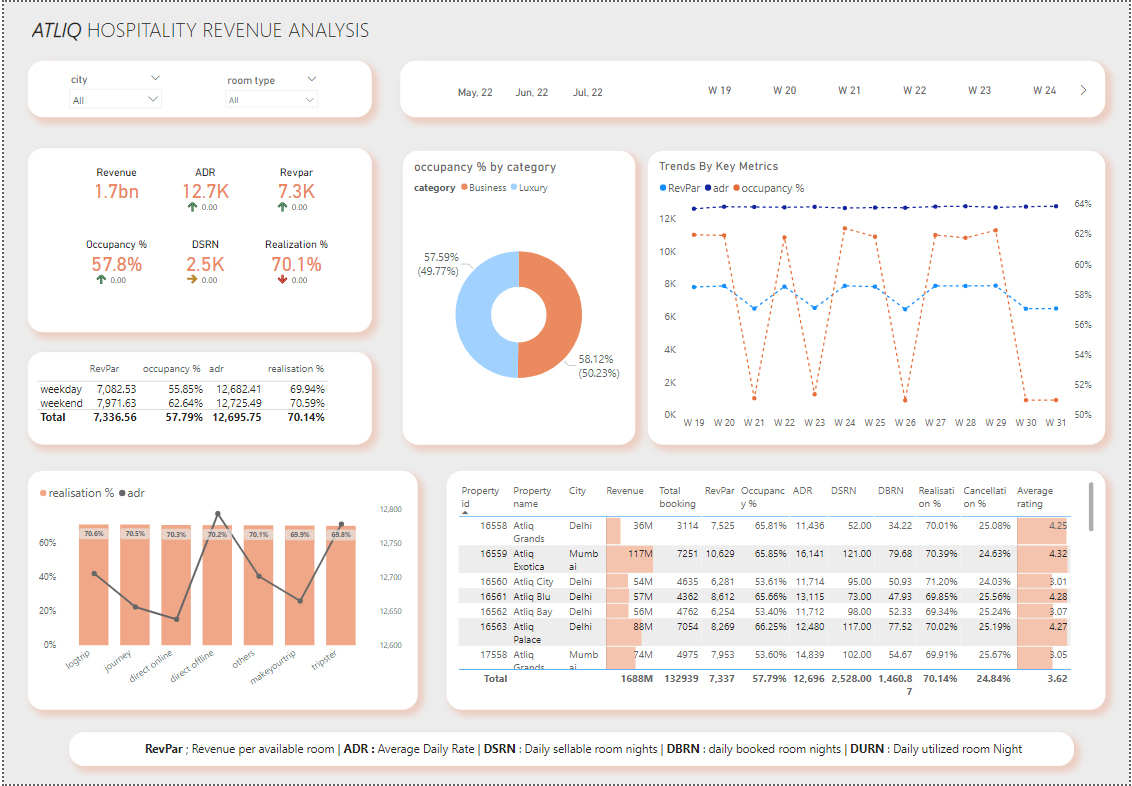 ATLIQ HOSPITALITY REVENUE ANALYSIS
city
All
room type
All
May, 22 Jun, 22 Jul, 22
W 19 W 20 W 21 W 22 W 23 W 24
Revenue ADR Revpar
1.7bn 12.7K 7.3K
0.00 0.00
Occupancy % DSRN Realization %
57.8% 2.5K 70.1%
0.00 0.00 0.00
RevPar occupancy % adr realisation %
weekday 7,082.53 55.85% 12,682.41 69.94%
weekend 7,971.63 62.64% 12,725.49 70.59%
Total 7,336.56 57.79% 12,695.75 70.14%
occupancy % by category
category Business Luxury
57.59%
(49.77%)
58.12%
(50.23%)
Trends By Key Metrics
RevPar adr occupancy %
12K
10K
8K
6K
4K
2K
0K
64%
62%
60%
58%
56%
54%
52%
50%
W 19 W 20 W 21 W 22 W 23 W 24 W 25 W 26 W 27 W 28 W 29 W 30 W 31
realisation % adr
60%
40%
20%
0%
70.6% 70.5% 70.3% 70.2% 70.1% 69.9% 69.8%
12,800
12,750
12,700
12,650
12,600
logtrip journey direct online direct offline others makeyourtrip tripster
Property Property City Revenue Total RevPar Occupanc ADR DSRN DBRN Realisati Cancellati Average
id name booking y % on % on % rating
16558 Atliq Delhi 36M 3114 7,525 65.81% 11,436 52.00 34.22 70.01% 25.08% 4.25
Grands
16559 Atliq Mumb 117M 7251 10,629 65.85% 16,141 121.00 79.68 70.39% 24.63% 4.32
Exotica ai
16560 Atliq City Delhi 54M 4635 6,281 53.61% 11,714 95.00 50.93 71.20% 24.03% 3.01
16561 Atliq Blu Delhi 57M 4362 8,612 65.66% 13,115 73.00 47.93 69.85% 25.56% 4.28
16562 Atliq Bay Delhi 56M 4762 6,254 53.40% 11,712 98.00 52.33 69.34% 25.24% 3.07
16563 Atliq Delhi 88M 7054 8,269 66.25% 12,480 117.00 77.52 70.02% 25.19% 4.27
Palace
17558 Atliq Mumb 74M 4975 7,953 53.60% 14,839 102.00 54.67 69.91% 25.67% 3.05
Grands ai
Total 1688M 132939 7,337 57.79% 12,696 2,528.00 1,460.8 70.14% 24.84% 3.62
7
RevPar ; Revenue per available room | ADR : Average Daily Rate | DSRN : Daily sellable room nights | DBRN : daily booked room nights | DURN : Daily utilized room Night